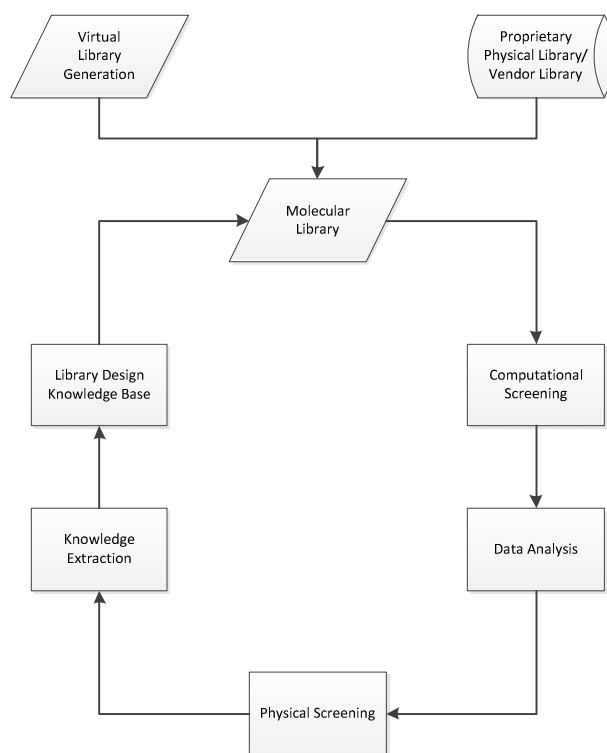 Virtual
Library
Generation
Proprietary
Physical Library/
Vendor Library
Molecular
Library
Library Design
Knowledge Base
Computational
Screening
Knowledge
Extraction
Data Analysis
Physical Screening